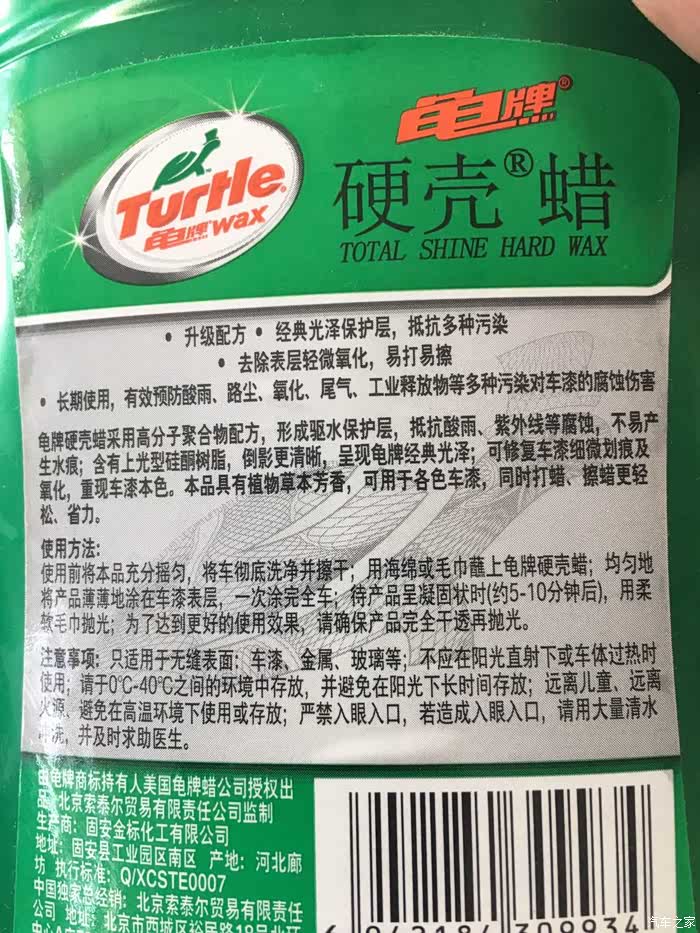 龟牌®
Turtle®
龟牌wax
硬壳®蜡
TOTAL SHINE HARD WAX
• 升级配方 • 经典光泽保护层，抵抗多种污染
• 去除表层轻微氧化，易打易擦
• 长期使用，有效预防酸雨、路尘、氧化、尾气、工业释放物等多种污染对车漆的腐蚀伤害
龟牌硬壳蜡采用高分子聚合物配方，形成驱水保护层，抵抗酸雨、紫外线等腐蚀，不易产
生水痕；含有上光型硅酮树脂，倒影更清晰，呈现龟牌经典光泽；可修复车漆细微划痕及
氧化，重现车漆本色。本品具有植物草本芳香，可用于各色车漆，同时打蜡、擦蜡更轻
松、省力。
使用方法：
使用前将本品充分摇匀，将车彻底洗净并擦干，用海绵或毛巾蘸上龟牌硬壳蜡；均匀地
将产品薄薄地涂在车漆表层，一次涂完全车；待产品呈凝固状时(约5-10分钟后)，用柔
软毛巾抛光；为了达到更好的使用效果，请确保产品完全干透再抛光。
注意事项：只适用于无缝表面：车漆、金属、玻璃等；不应在阳光直射下或车体过热时
使用；请于0℃-40℃之间的环境中存放，并避免在阳光下长时间存放；远离儿童、远离
火源、避免在高温环境下使用或存放；严禁入眼入口，若造成入眼入口，请用大量清水
冲洗，并及时求助医生。
由龟牌商标持有人美国龟牌蜡公司授权出
品 北京索泰尔贸易有限责任公司监制
生产商：固安金标化工有限公司
地址：固安县工业园区南区 产地：河北廊
坊 执行标准：Q/XCSTE0007
中国独家总经销：北京索泰尔贸易有限责任
公司 地址：北京市西城区裕民路18号北环
中心A
6 942184 309934
汽车之家